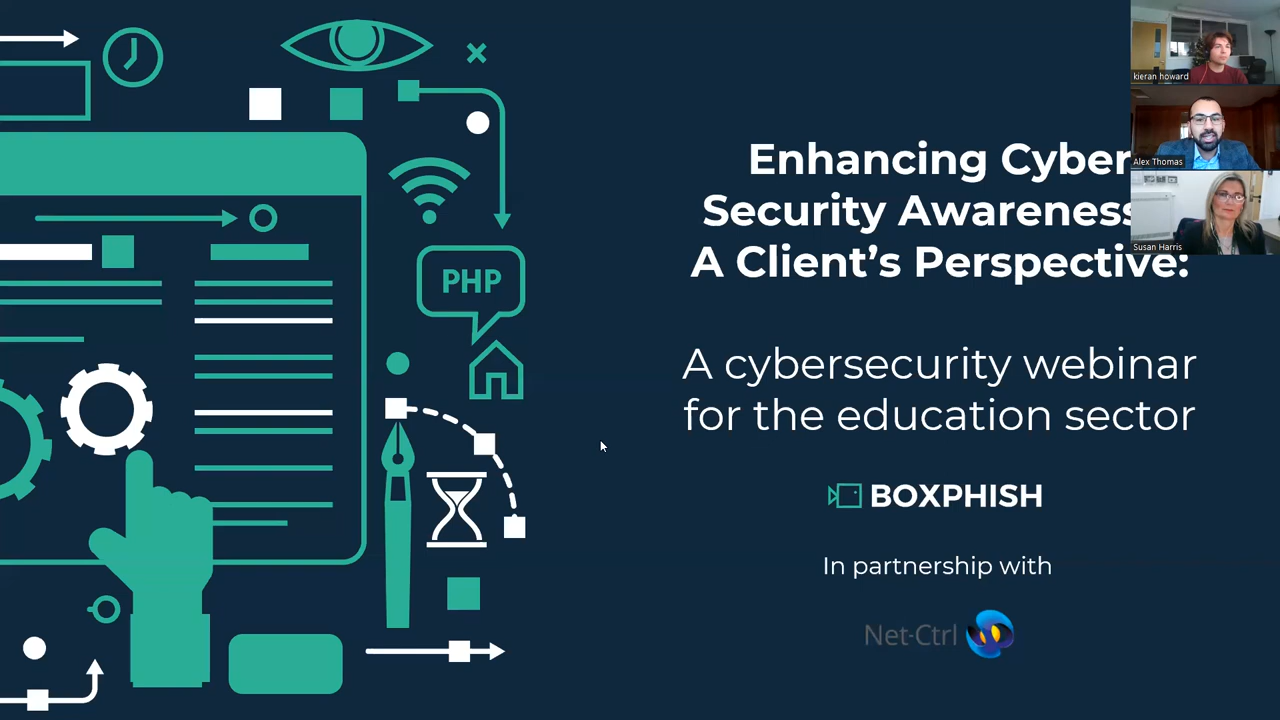 kieran howard
Alex Thomas
Susan Harris
Enhancing Cyber
Security Awareness
A Client’s Perspective:
A cybersecurity webinar
for the education sector
BOXPHISH
In partnership with
Net-Ctrl
PHP